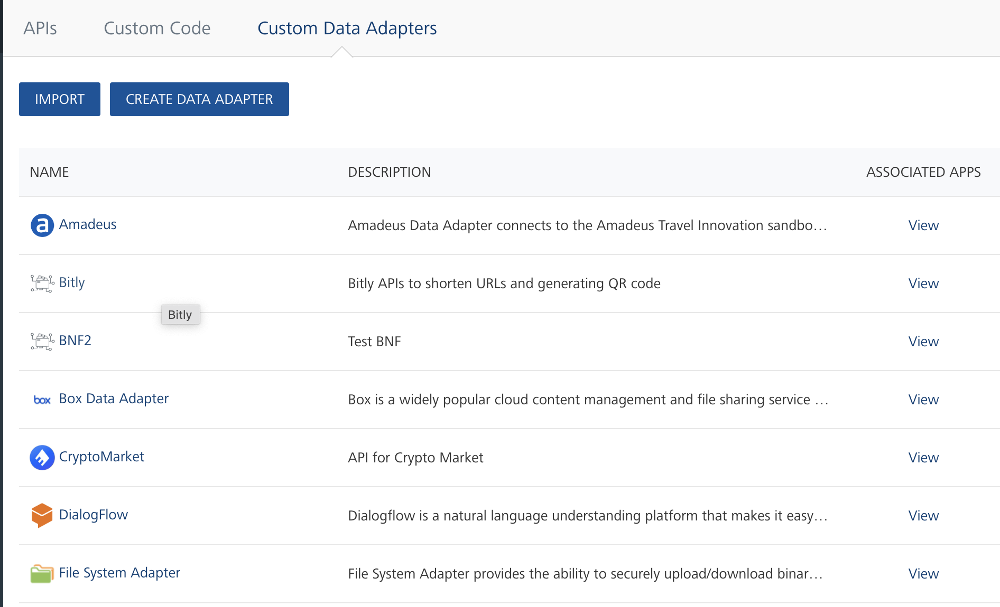 APIs Custom Code Custom Data Adapters
IMPORT CREATE DATA ADAPTER
NAME DESCRIPTION ASSOCIATED APPS
a Amadeus Amadeus Data Adapter connects to the Amadeus Travel Innovation sandbo... View
Bitly Bitly APIs to shorten URLs and generating QR code View
Bitly
BNF2 Test BNF View
box Box Data Adapter Box is a widely popular cloud content management and file sharing service ... View
CryptoMarket API for Crypto Market View
DialogFlow Dialogflow is a natural language understanding platform that makes it easy... View
File System Adapter File System Adapter provides the ability to securely upload/download binar... View